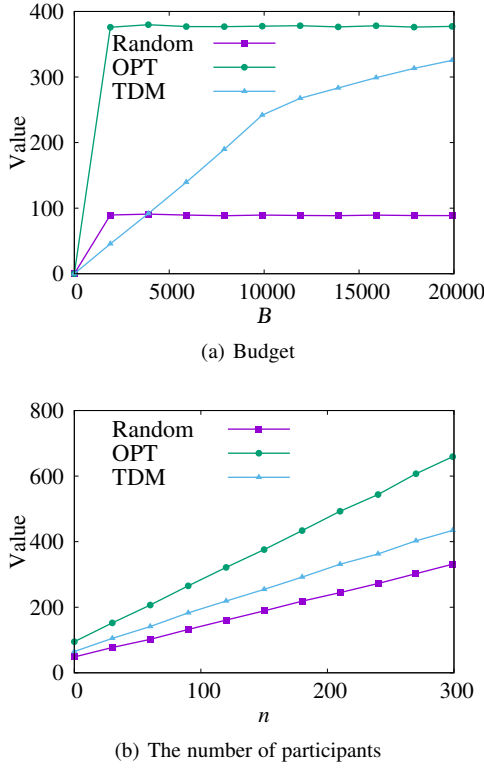 400
300
200
100
0
Value
Random
OPT
TDM
0 5000 10000 15000 20000
B
(a) Budget
800
600
400
200
0
Value
Random
OPT
TDM
0 100 200 300
n
(b) The number of participants